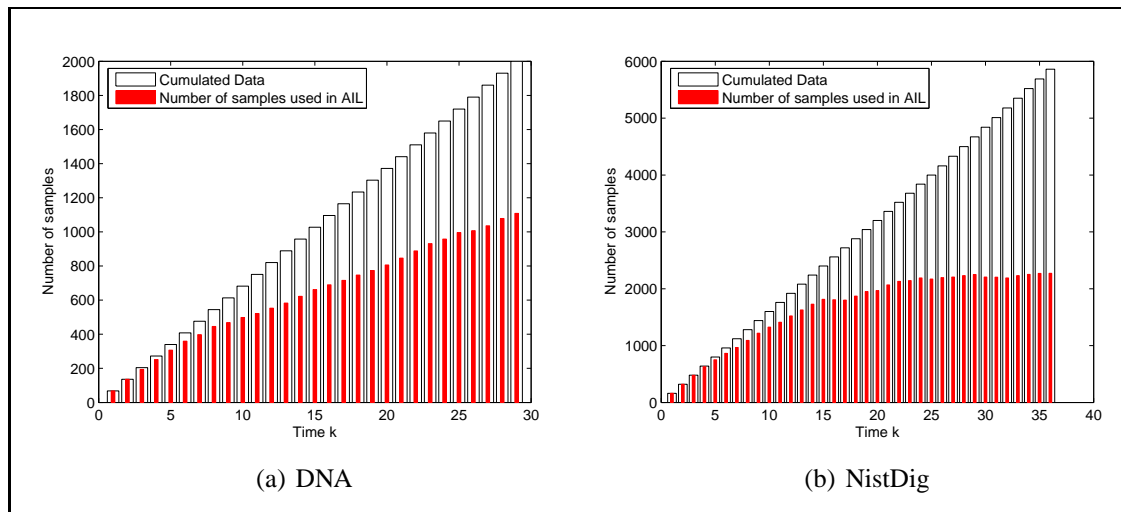 2000
1800
1600
1400
1200
1000
800
600
400
200
0
Number of samples
Cumulated Data
Number of samples used in AIL
0 5 10 15 20 25 30
Time k
(a) DNA
6000
5000
4000
3000
2000
1000
0
Number of samples
Cumulated Data
Number of samples used in AIL
0 5 10 15 20 25 30 35 40
Time k
(b) NistDig